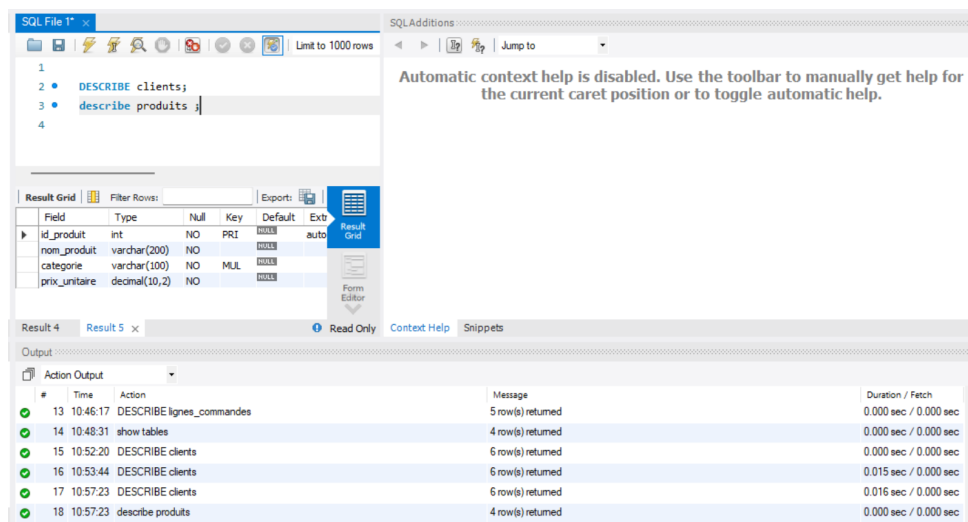 SQL File 1* ×
SQLAdditions
Limit to 1000 rows
Jump to
1
2 DESCRIBE clients;
3 describe produits ;
4
Automatic context help is disabled. Use the toolbar to manually get help for
the current caret position or to toggle automatic help.
Result Grid Filter Rows: Export:
Field Type Null Key Default Extr
id_produit int NO PRI NULL auto
nom_produit varchar(200) NO NULL
categorie varchar(100) NO MUL NULL
prix_unitaire decimal(10,2) NO NULL
Result
Grid
Form
Editor
Result 4 Result 5 × Read Only Context Help Snippets
Output
Action Output
# Time Action Message Duration / Fetch
13 10:46:17 DESCRIBE lignes_commandes 5 row(s) returned 0.000 sec / 0.000 sec
14 10:48:31 show tables 4 row(s) returned 0.000 sec / 0.000 sec
15 10:52:20 DESCRIBE clients 6 row(s) returned 0.000 sec / 0.000 sec
16 10:53:44 DESCRIBE clients 6 row(s) returned 0.015 sec / 0.000 sec
17 10:57:23 DESCRIBE clients 6 row(s) returned 0.016 sec / 0.000 sec
18 10:57:23 describe produits 4 row(s) returned 0.000 sec / 0.000 sec